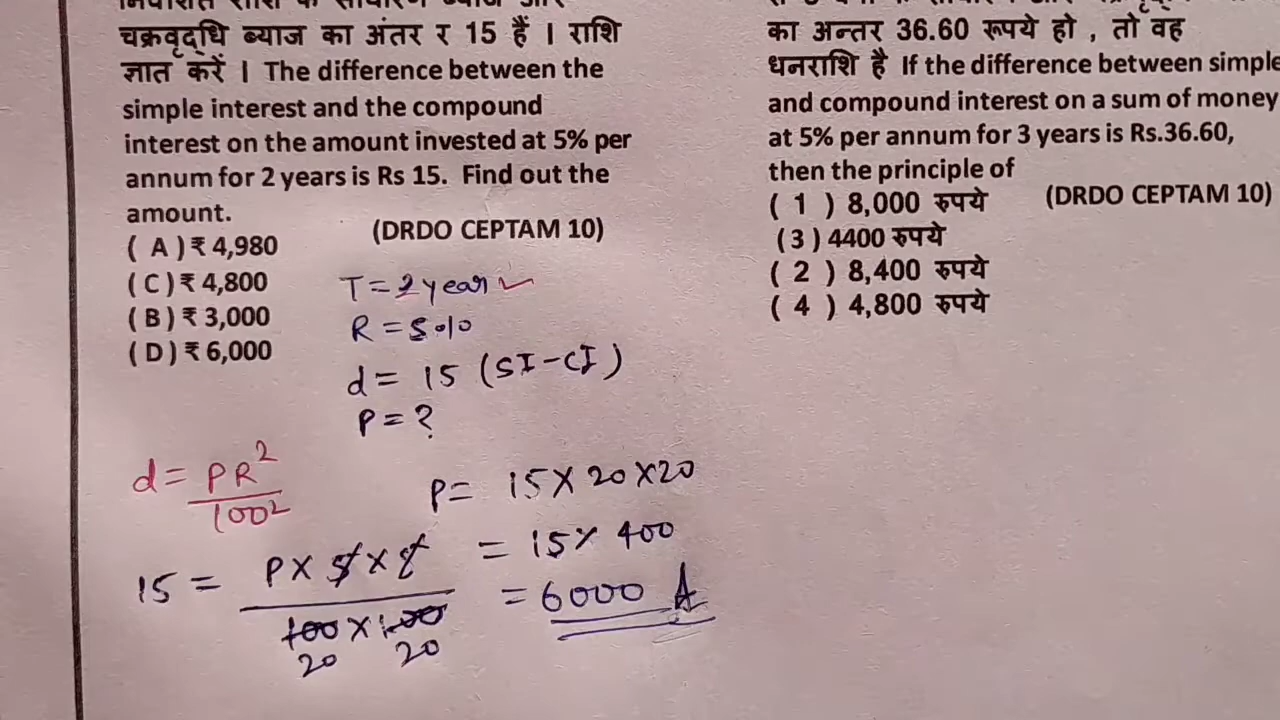 चक्रवृद्धि ब्याज का अंतर र 15 हैं । राशि
ज्ञात करें । The difference between the
simple interest and the compound
interest on the amount invested at 5% per
annum for 2 years is Rs 15. Find out the
amount.
(DRDO CEPTAM 10)
( A ) ₹ 4,980
( C ) ₹ 4,800
( B ) ₹ 3,000
( D ) ₹ 6,000
T = 2 year
R = 5%
d = 15 (SI - CI)
P = ?
d = PR²
100²
15 = P X 5 X 5
100 X 100
20 20
P = 15 X 20 X 20
= 15 X 400
= 6000 A
का अन्तर 36.60 रूपये हो , तो वह
धनराशि है If the difference between simple
and compound interest on a sum of money
at 5% per annum for 3 years is Rs.36.60,
then the principle of
( 1 ) 8,000 रुपये (DRDO CEPTAM 10)
( 3 ) 4400 रुपये
( 2 ) 8,400 रुपये
( 4 ) 4,800 रुपये